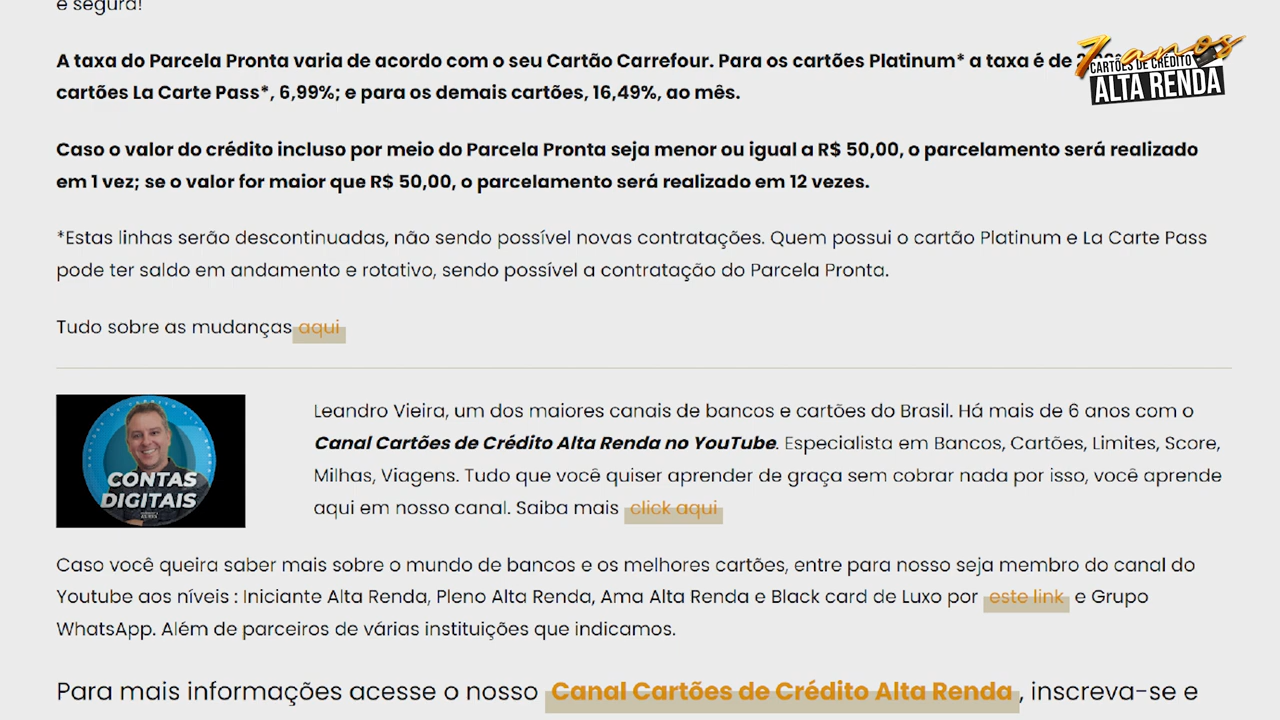 e segura!
7 anos
CARTÕES DE CRÉDITO
ALTA RENDA
A taxa do Parcela Pronta varia de acordo com o seu Cartão Carrefour. Para os cartões Platinum* a taxa é de
cartões La Carte Pass*, 6,99%; e para os demais cartões, 16,49%, ao mês.
Caso o valor do crédito incluso por meio do Parcela Pronta seja menor ou igual a R$ 50,00, o parcelamento será realizado
em 1 vez; se o valor for maior que R$ 50,00, o parcelamento será realizado em 12 vezes.
*Estas linhas serão descontinuadas, não sendo possível novas contratações. Quem possui o cartão Platinum e La Carte Pass
pode ter saldo em andamento e rotativo, sendo possível a contratação do Parcela Pronta.
Tudo sobre as mudanças aqui
CONTAS
DIGITAIS
Leandro Vieira, um dos maiores canais de bancos e cartões do Brasil. Há mais de 6 anos com o
Canal Cartões de Crédito Alta Renda no YouTube. Especialista em Bancos, Cartões, Limites, Score,
Milhas, Viagens. Tudo que você quiser aprender de graça sem cobrar nada por isso, você aprende
aqui em nosso canal. Saiba mais click aqui
Caso você queira saber mais sobre o mundo de bancos e os melhores cartões, entre para nosso seja membro do canal do
Youtube aos níveis : Iniciante Alta Renda, Pleno Alta Renda, Ama Alta Renda e Black card de Luxo por este link e Grupo
WhatsApp. Além de parceiros de várias instituições que indicamos.
Para mais informações acesse o nosso Canal Cartões de Crédito Alta Renda , inscreva-se e